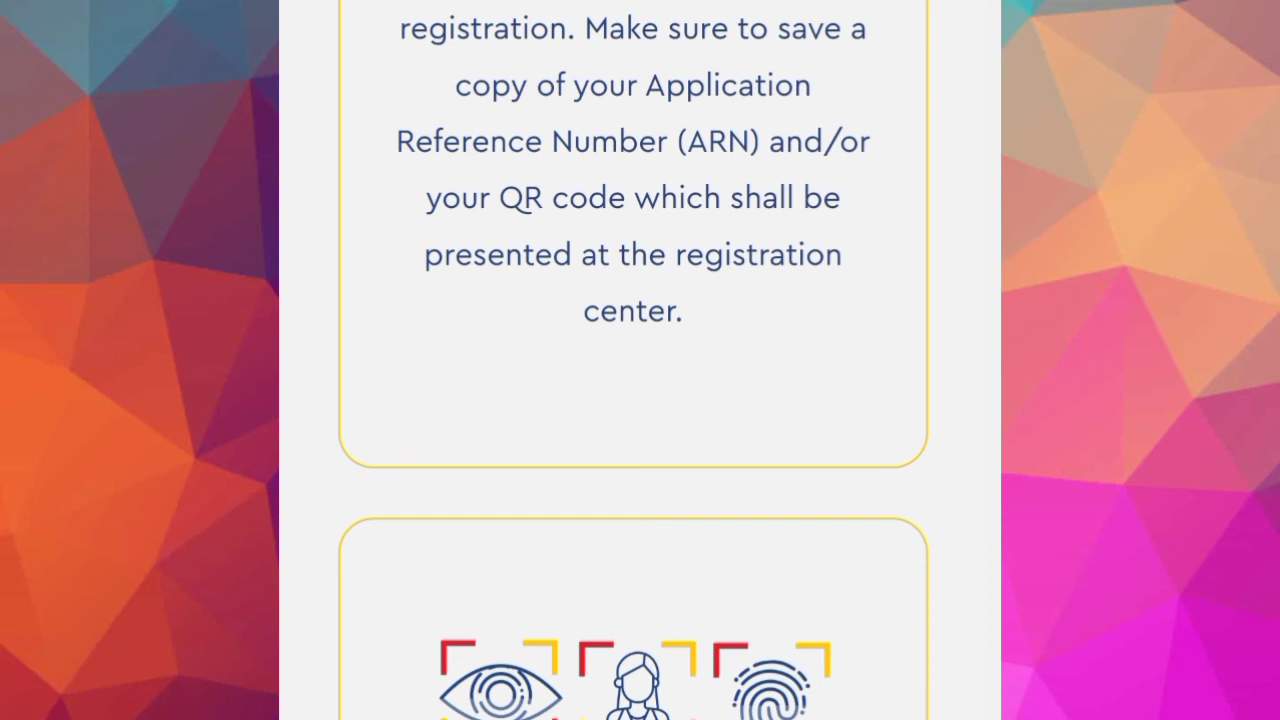 registration. Make sure to save a
copy of your Application
Reference Number (ARN) and/or
your QR code which shall be
presented at the registration
center.